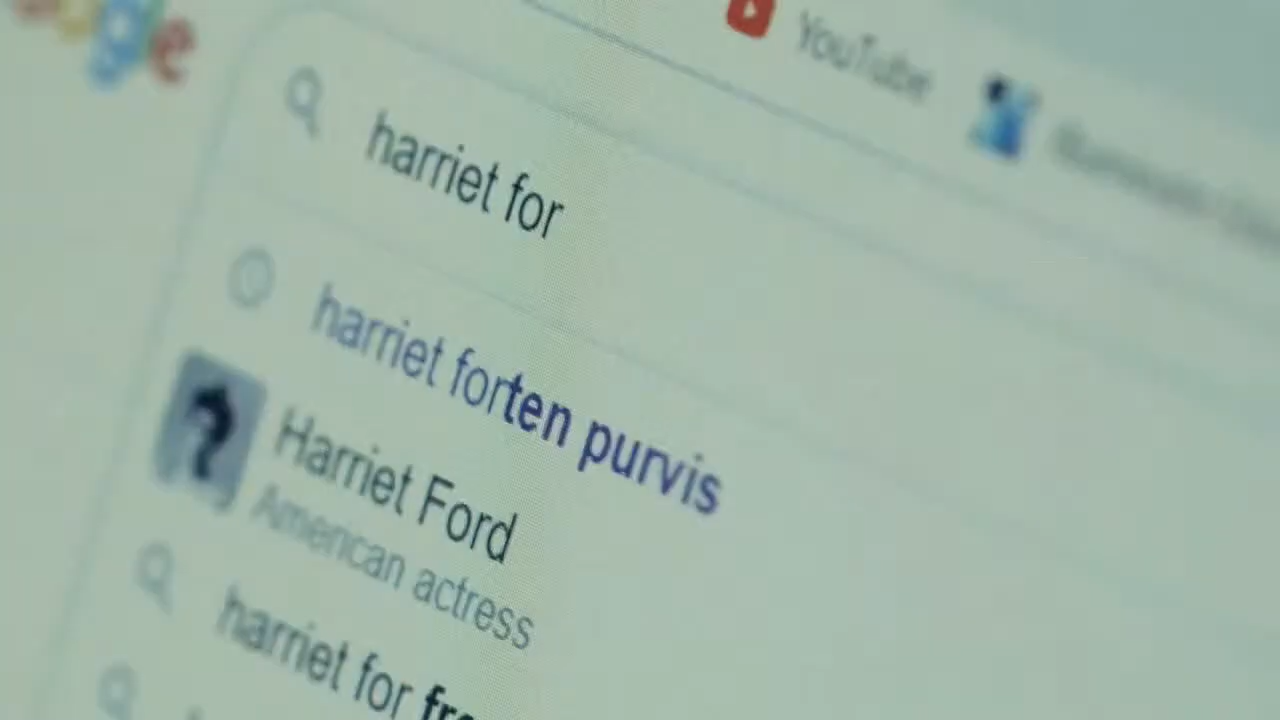 YouTube
harriet for
harriet forten purvis
Harriet Ford
American actress
harriet for